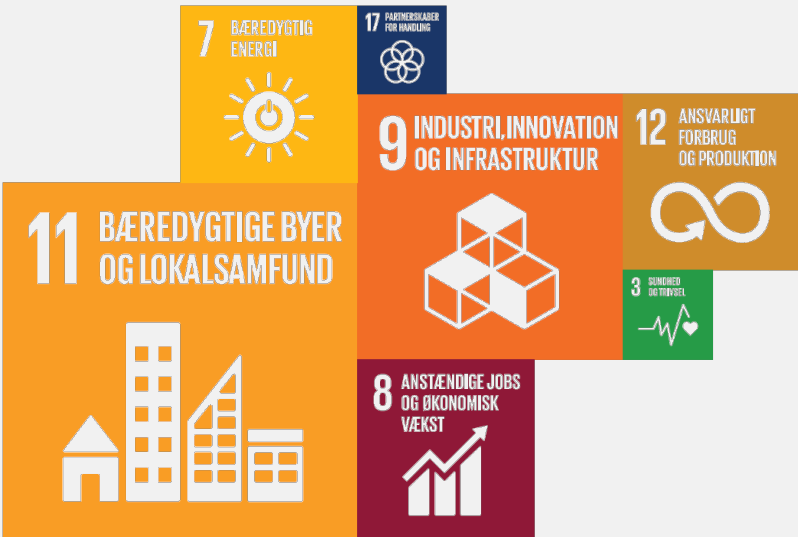 7 BÆREDYGTIG
ENERGI
17 PARTNERSKABER
FOR HANDLING
9 INDUSTRI, INNOVATION
OG INFRASTRUKTUR
12 ANSVARLIGT
FORBRUG
OG PRODUKTION
11 BÆREDYGTIGE BYER
OG LOKALSAMFUND
3 SUNDHED
OG TRIVSEL
8 ANSTÆNDIGE JOBS
OG ØKONOMISK
VÆKST